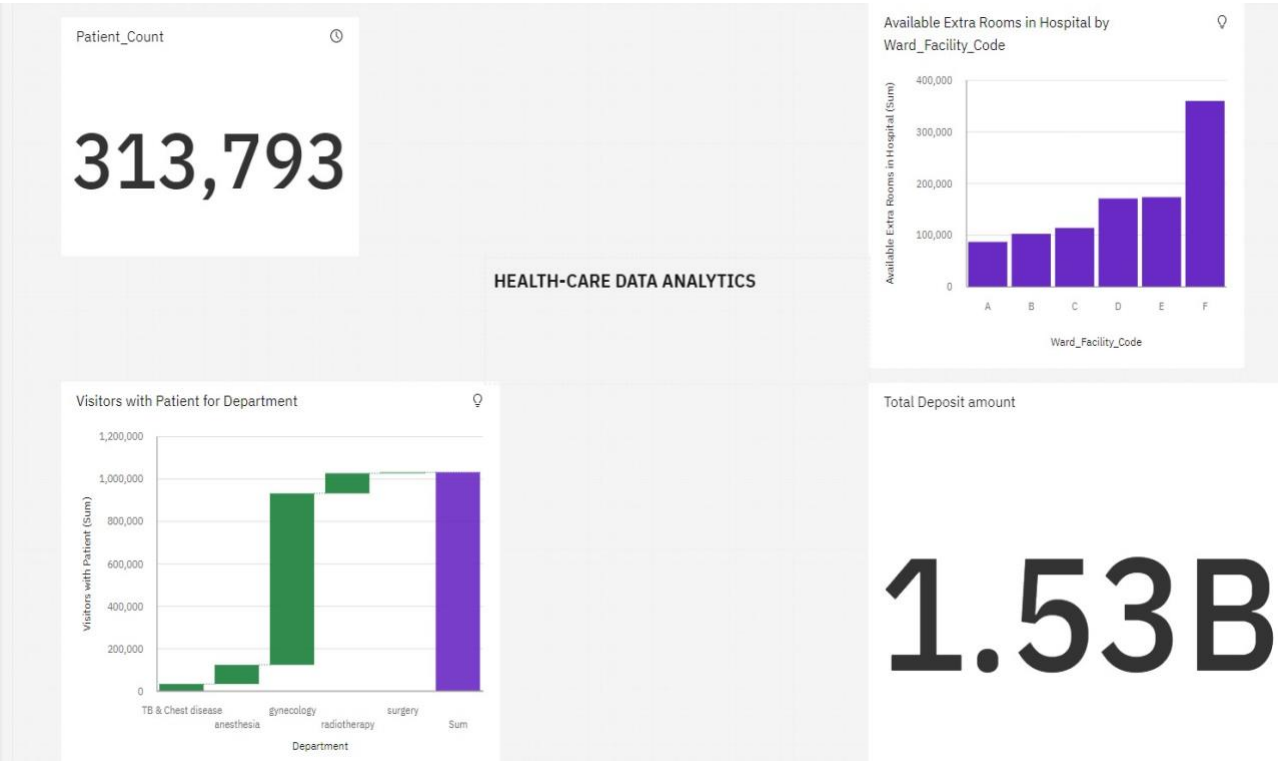 Patient_Count
313,793
HEALTH-CARE DATA ANALYTICS
Available Extra Rooms in Hospital by
Ward_Facility_Code
Available Extra Rooms in Hospital (Sum)
400,000
300,000
200,000
100,000
0
A B C D E F
Ward_Facility_Code
Visitors with Patient for Department
Visitors with Patient (Sum)
1,200,000
1,000,000
800,000
600,000
400,000
200,000
0
TB & Chest disease gynecology surgery
anesthesia radiotherapy Sum
Department
Total Deposit amount
1.53B